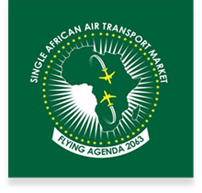 SINGLE AFRICAN AIR TRANSPORT MARKET
FLYING AGENDA 2063